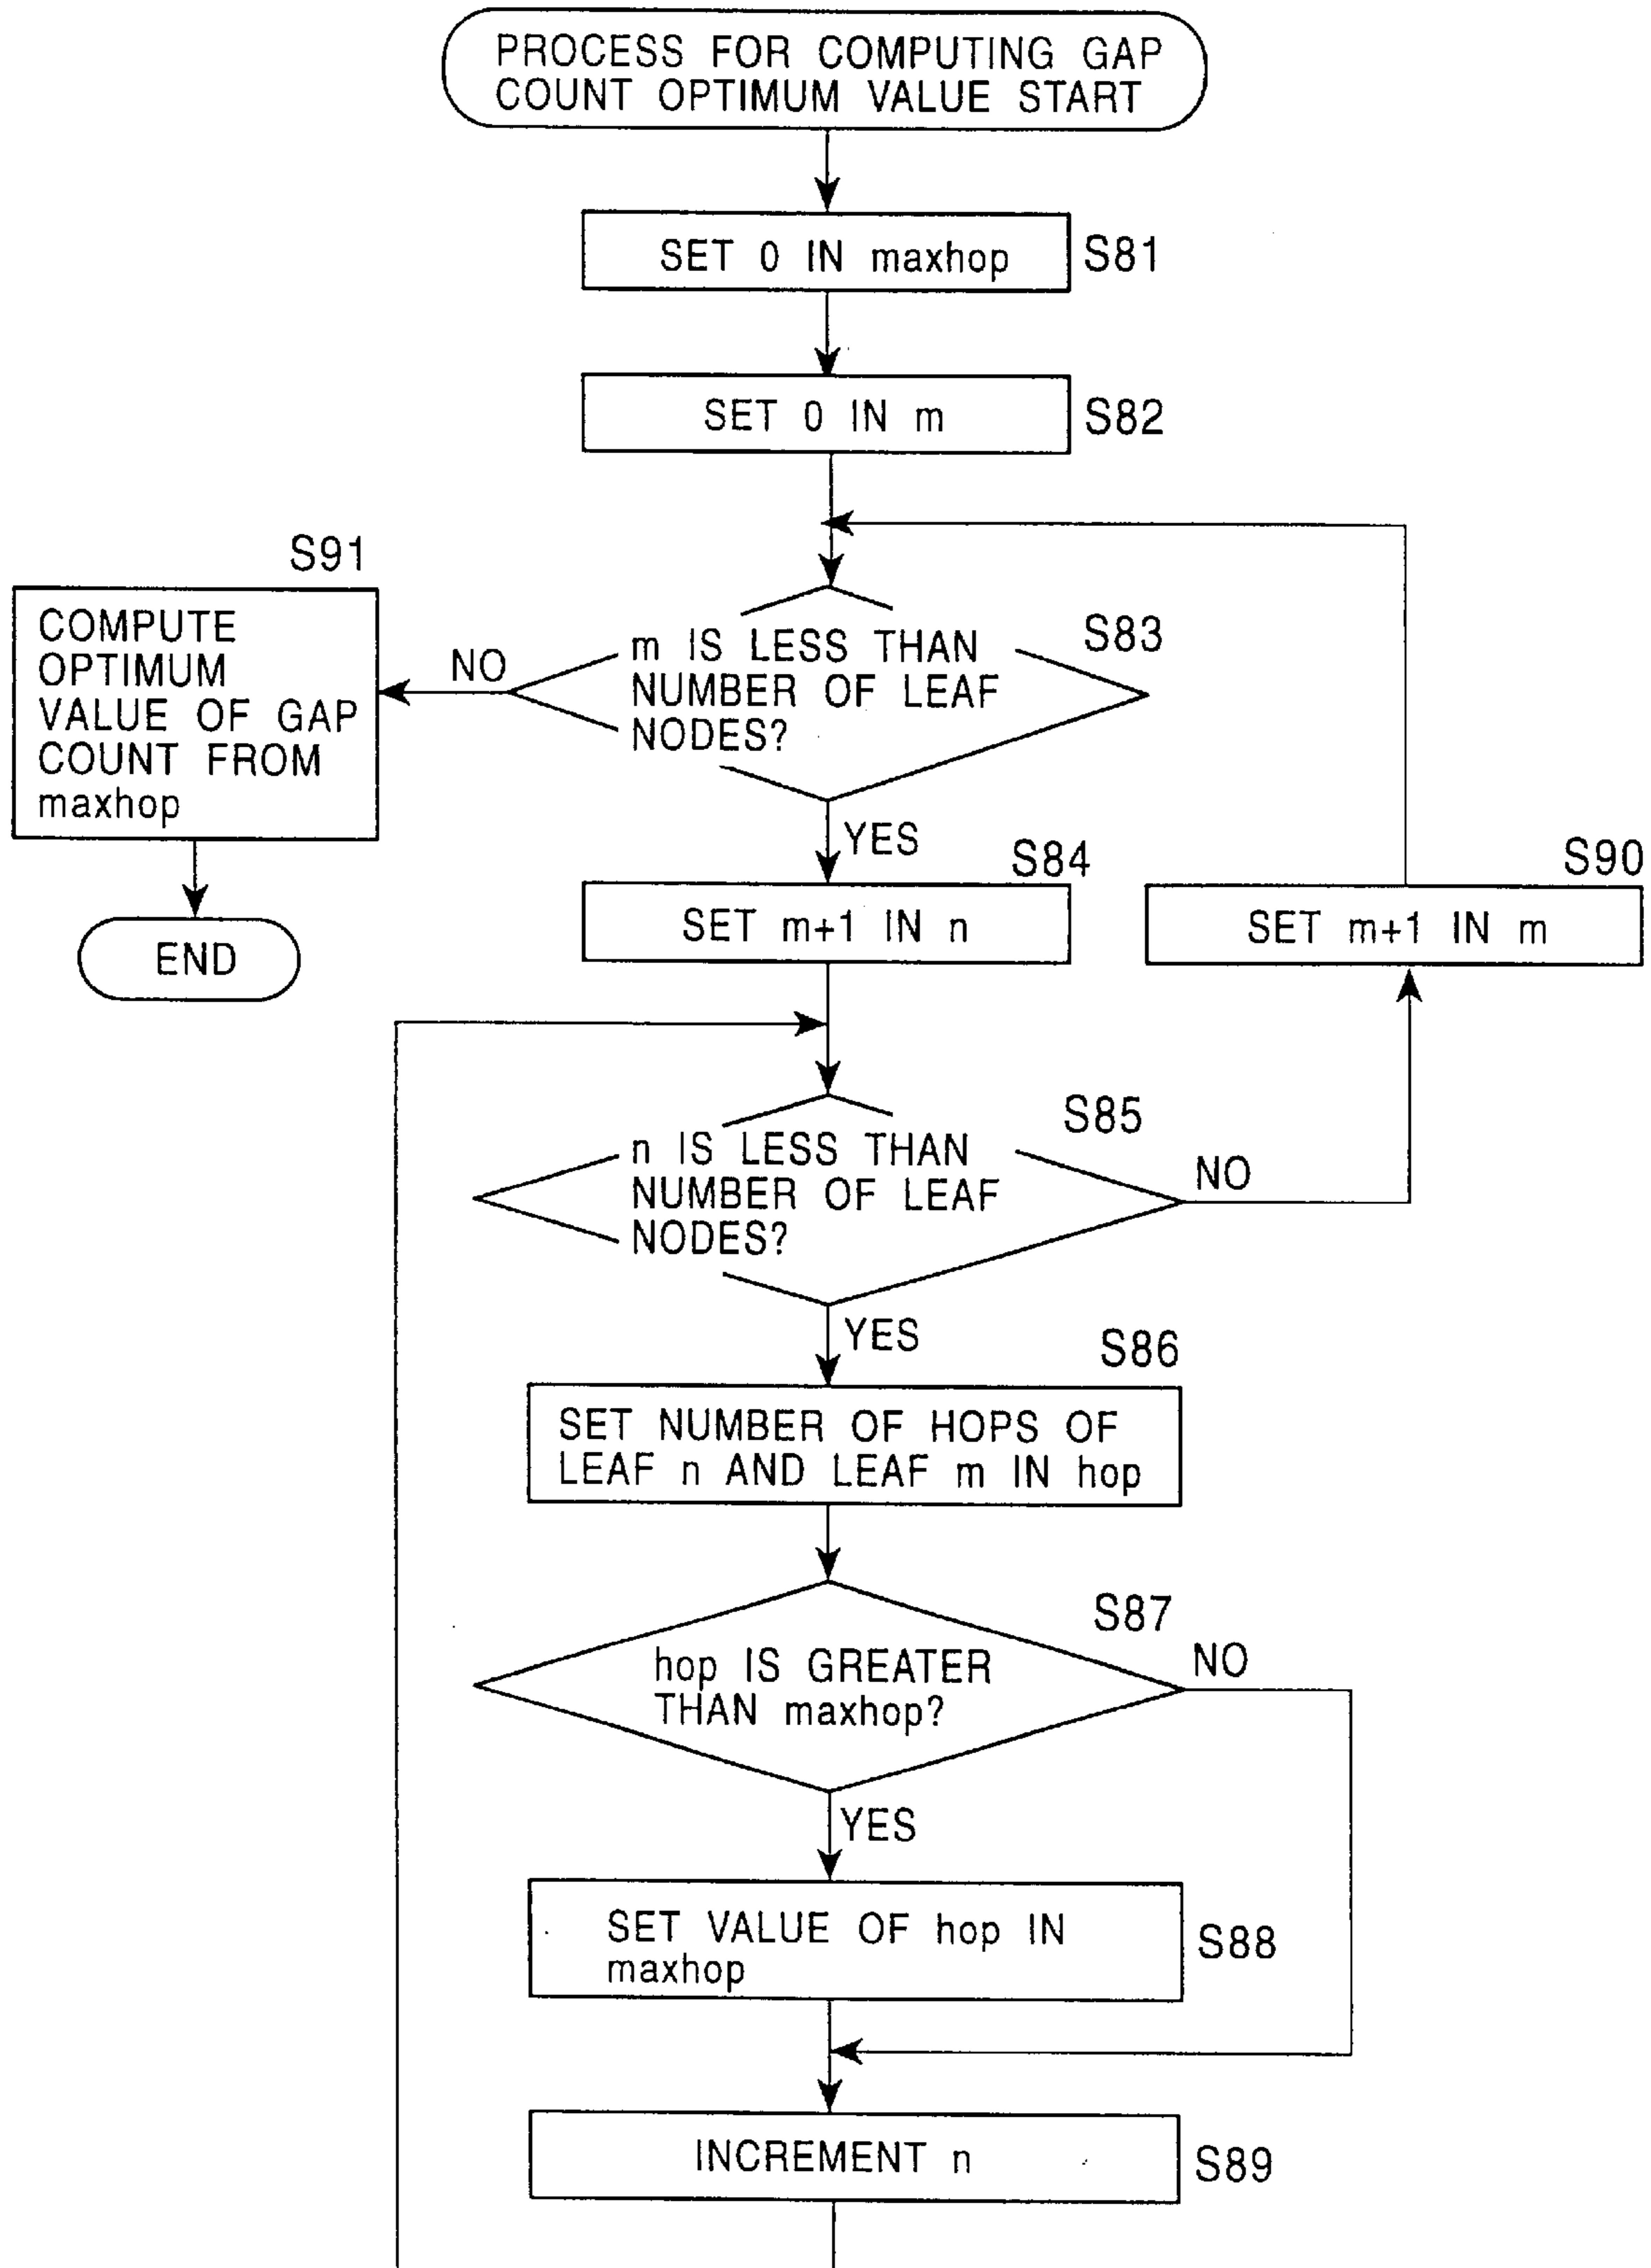 PROCESS FOR COMPUTING GAP
COUNT OPTIMUM VALUE START
SET 0 IN maxhop
S81
SET 0 IN m
S82
S91
COMPUTE
OPTIMUM
VALUE OF GAP
COUNT FROM
maxhop
END
NO
m IS LESS THAN
NUMBER OF LEAF
NODES?
S83
YES
S84
SET m+1 IN n
S90
SET m+1 IN m
n IS LESS THAN
NUMBER OF LEAF
NODES?
S85
NO
YES
S86
SET NUMBER OF HOPS OF
LEAF n AND LEAF m IN hop
S87
hop IS GREATER
THAN maxhop?
NO
YES
SET VALUE OF hop IN
maxhop
S88
INCREMENT n
S89